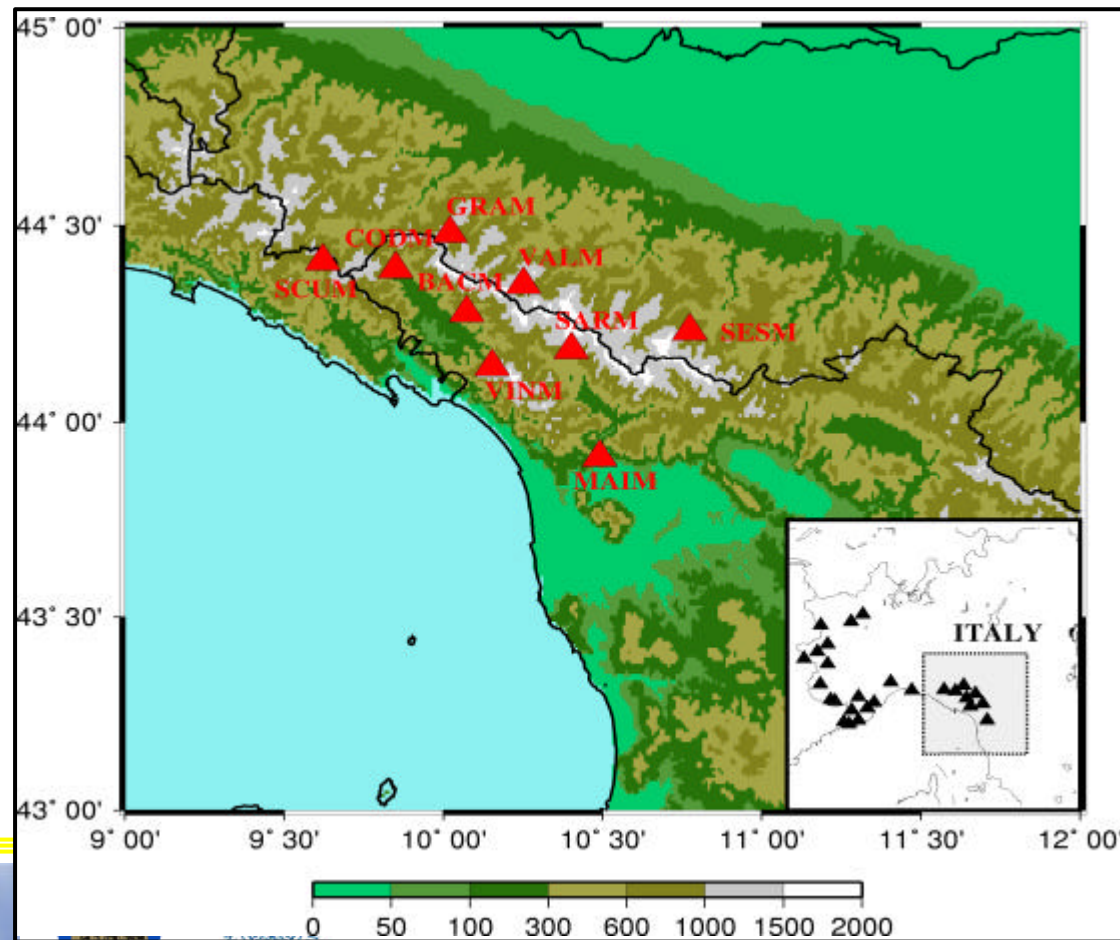 45° 00'
44° 30'
44° 00'
43° 30'
43° 00'
GRAM
CODM
VALM
SCUM
BACM
SARM
SESM
VINM
MAIM
ITALY
9° 00'
9° 30'
10° 00'
10° 30'
11° 00'
11° 30'
12° 00'
0
50
100
300
600
1000
1500
2000